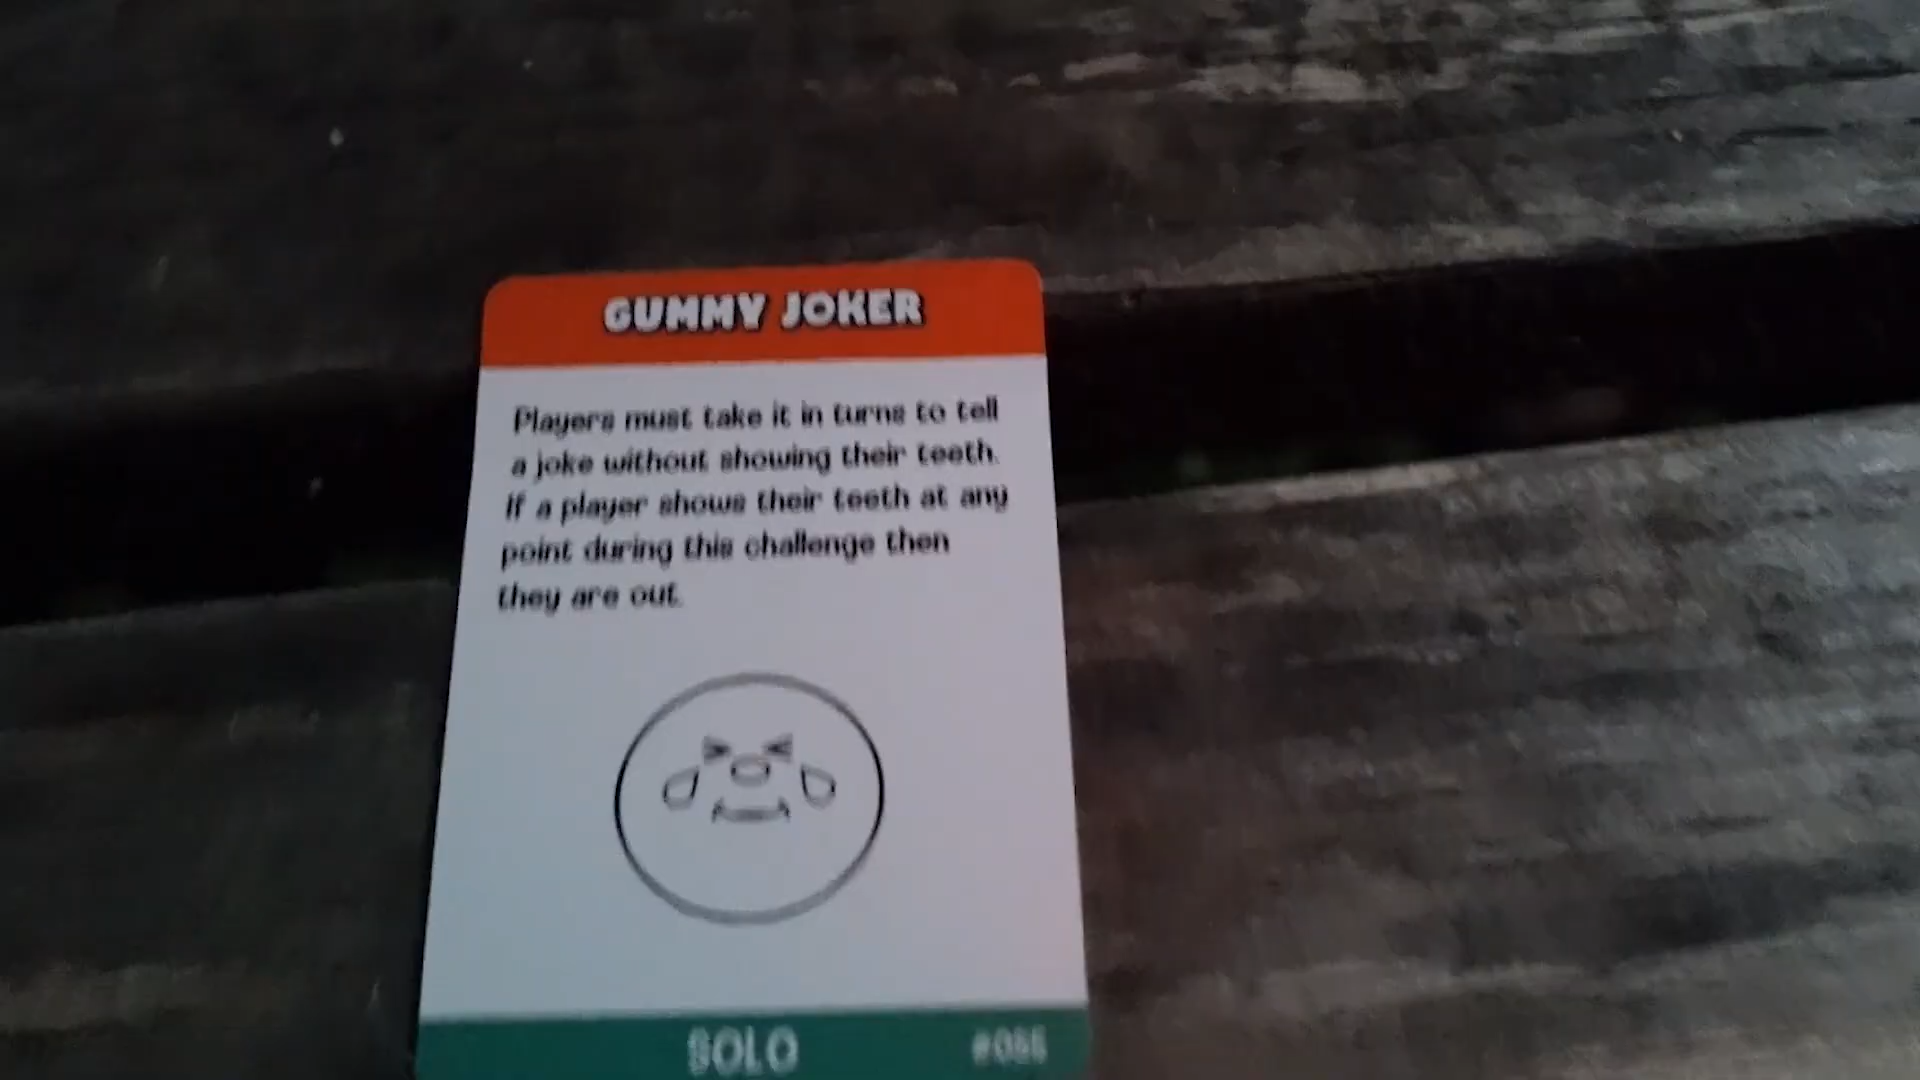 GUMMY JOKER
Players must take it in turns to tell
a joke without showing their teeth.
If a player shows their teeth at any
point during this challenge then
they are out.
SOLO